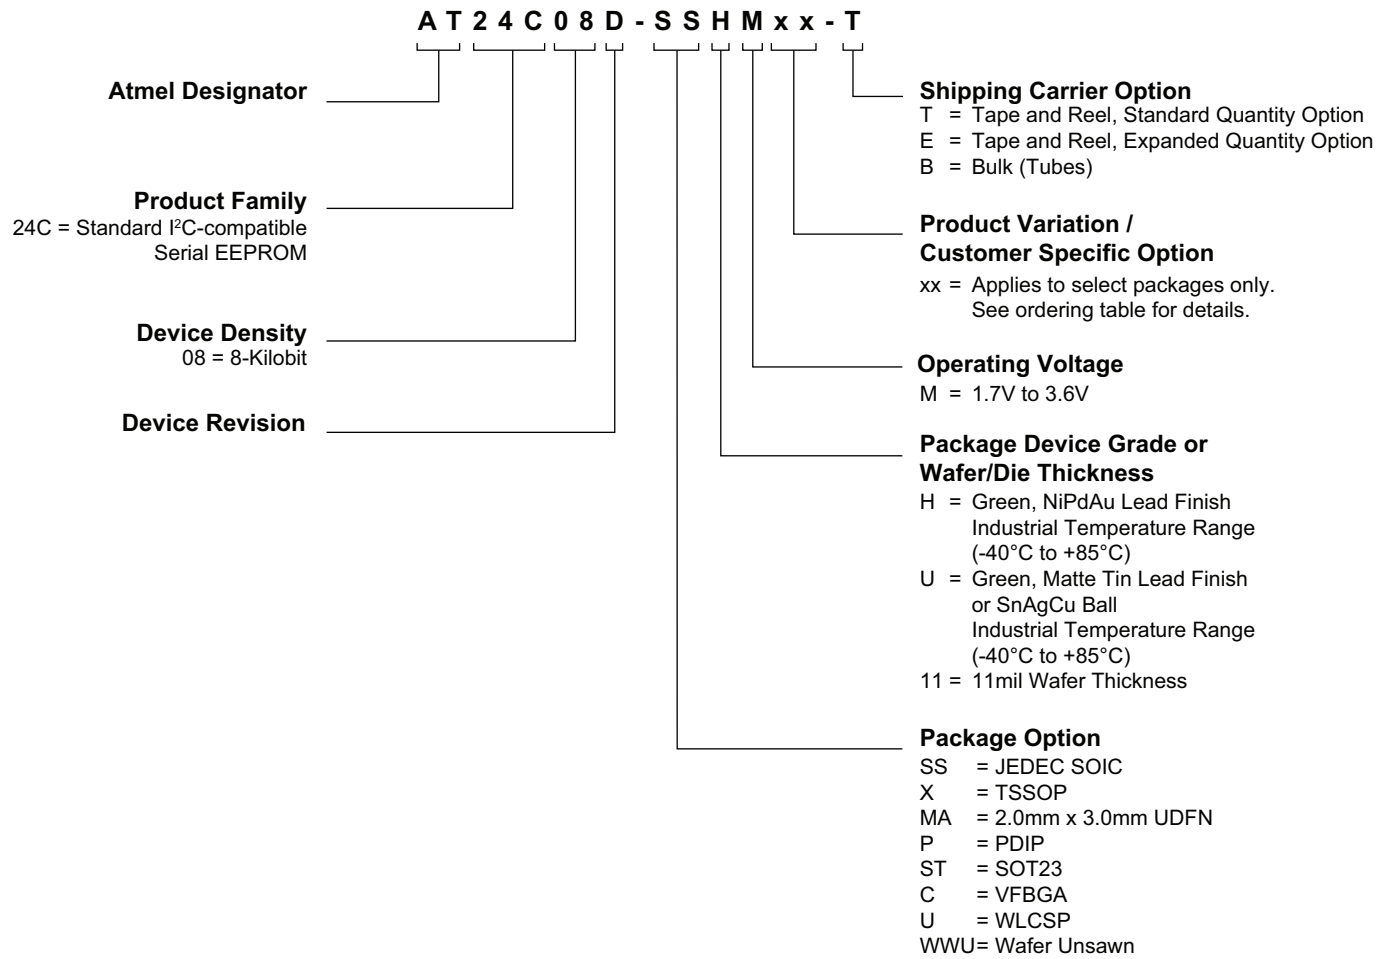 AT24C08D-SSHMxx-T
Atmel Designator
Product Family
24C = Standard I²C-compatible
Serial EEPROM
Device Density
08 = 8-Kilobit
Device Revision
Shipping Carrier Option
T = Tape and Reel, Standard Quantity Option
E = Tape and Reel, Expanded Quantity Option
B = Bulk (Tubes)
Product Variation /
Customer Specific Option
xx = Applies to select packages only.
See ordering table for details.
Operating Voltage
M = 1.7V to 3.6V
Package Device Grade or
Wafer/Die Thickness
H = Green, NiPdAu Lead Finish
Industrial Temperature Range
(-40°C to +85°C)
U = Green, Matte Tin Lead Finish
or SnAgCu Ball
Industrial Temperature Range
(-40°C to +85°C)
11 = 11mil Wafer Thickness
Package Option
SS = JEDEC SOIC
X = TSSOP
MA = 2.0mm x 3.0mm UDFN
P = PDIP
ST = SOT23
C = VFBGA
U = WLCSP
WWU= Wafer Unsawn